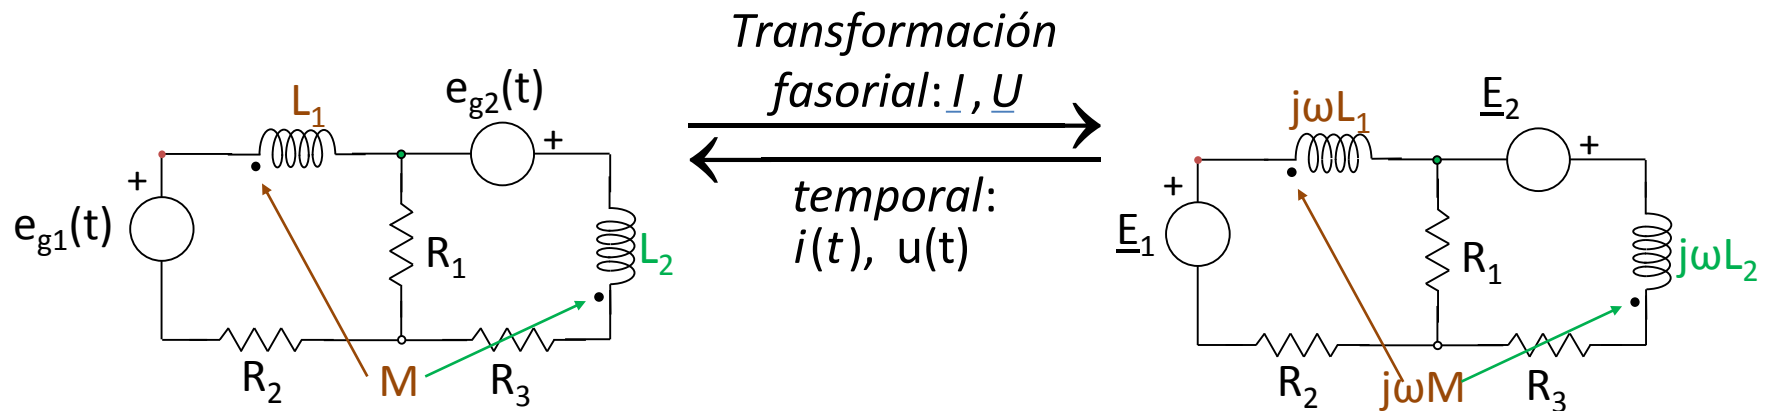 Transformación
fasorial: I, U
temporal:
i(t), u(t)
L1
eg2(t)
+
+
eg1(t)
R1
L2
R2
M
R3
jωL1
E2
+
+
E1
R1
jωL2
R2
jωM
R3